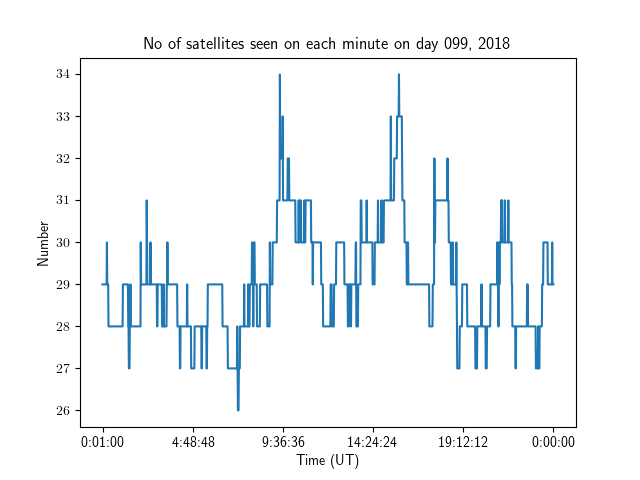 No of satellites seen on each minute on day 099, 2018
34
33
32
31
30
29
28
27
26
Number
0:01:00 4:48:48 9:36:36 14:24:24 19:12:12 0:00:00
Time (UT)